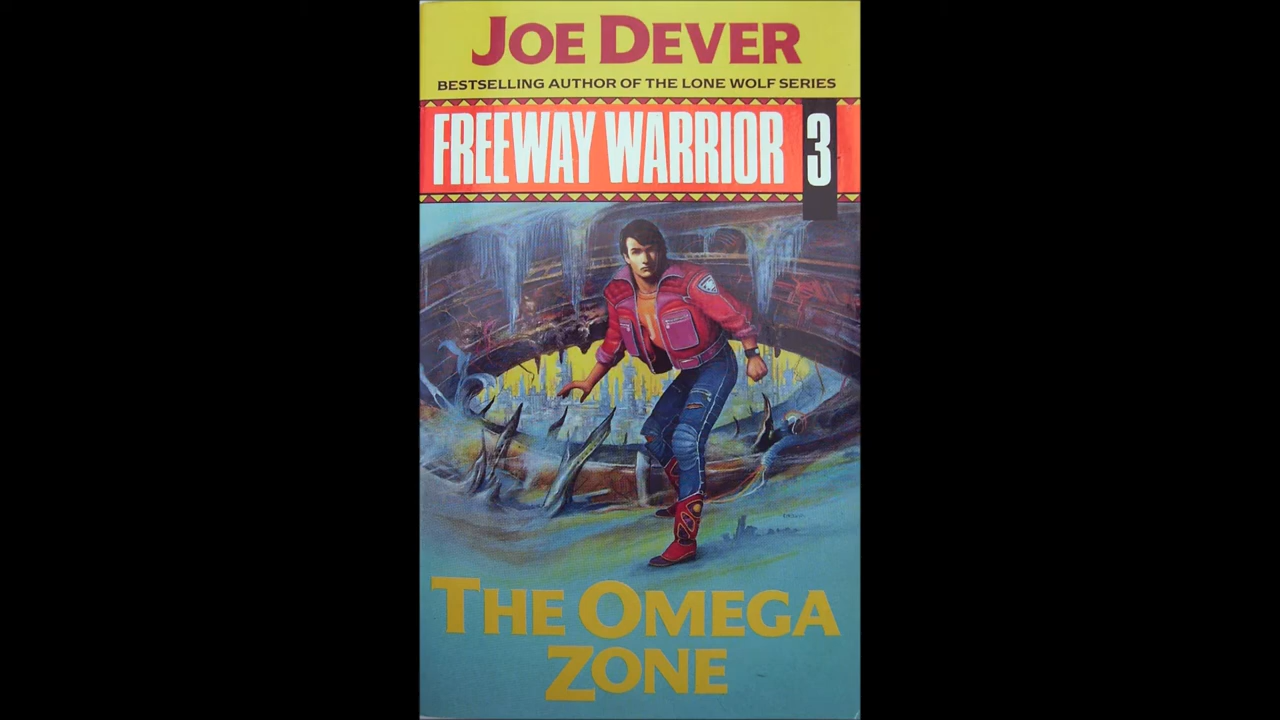 JOE DEVER
BESTSELLING AUTHOR OF THE LONE WOLF SERIES
FREEWAY WARRIOR 3
THE OMEGA
ZONE